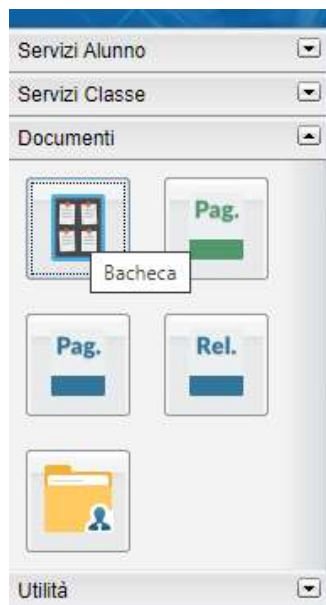 Servizi Alunno
Servizi Classe
Documenti
Pag.
Bacheca
Pag.
Rel.
Utilità